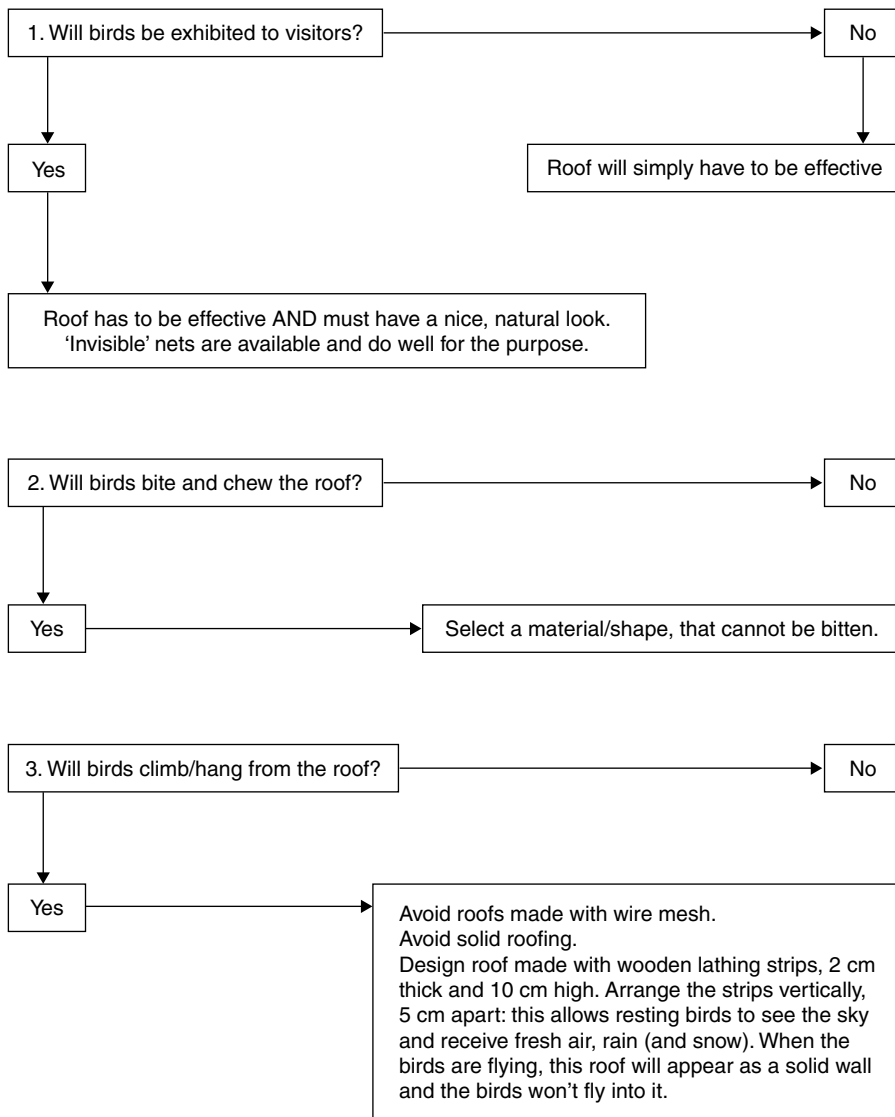 1. Will birds be exhibited to visitors?
No
Yes
Roof will simply have to be effective
Roof has to be effective AND must have a nice, natural look.
‘Invisible’ nets are available and do well for the purpose.
2. Will birds bite and chew the roof?
No
Yes
Select a material/shape, that cannot be bitten.
3. Will birds climb/hang from the roof?
No
Yes
Avoid roofs made with wire mesh.
Avoid solid roofing.
Design roof made with wooden lathing strips, 2 cm
thick and 10 cm high. Arrange the strips vertically,
5 cm apart: this allows resting birds to see the sky
and receive fresh air, rain (and snow). When the
birds are flying, this roof will appear as a solid wall
and the birds won’t fly into it.